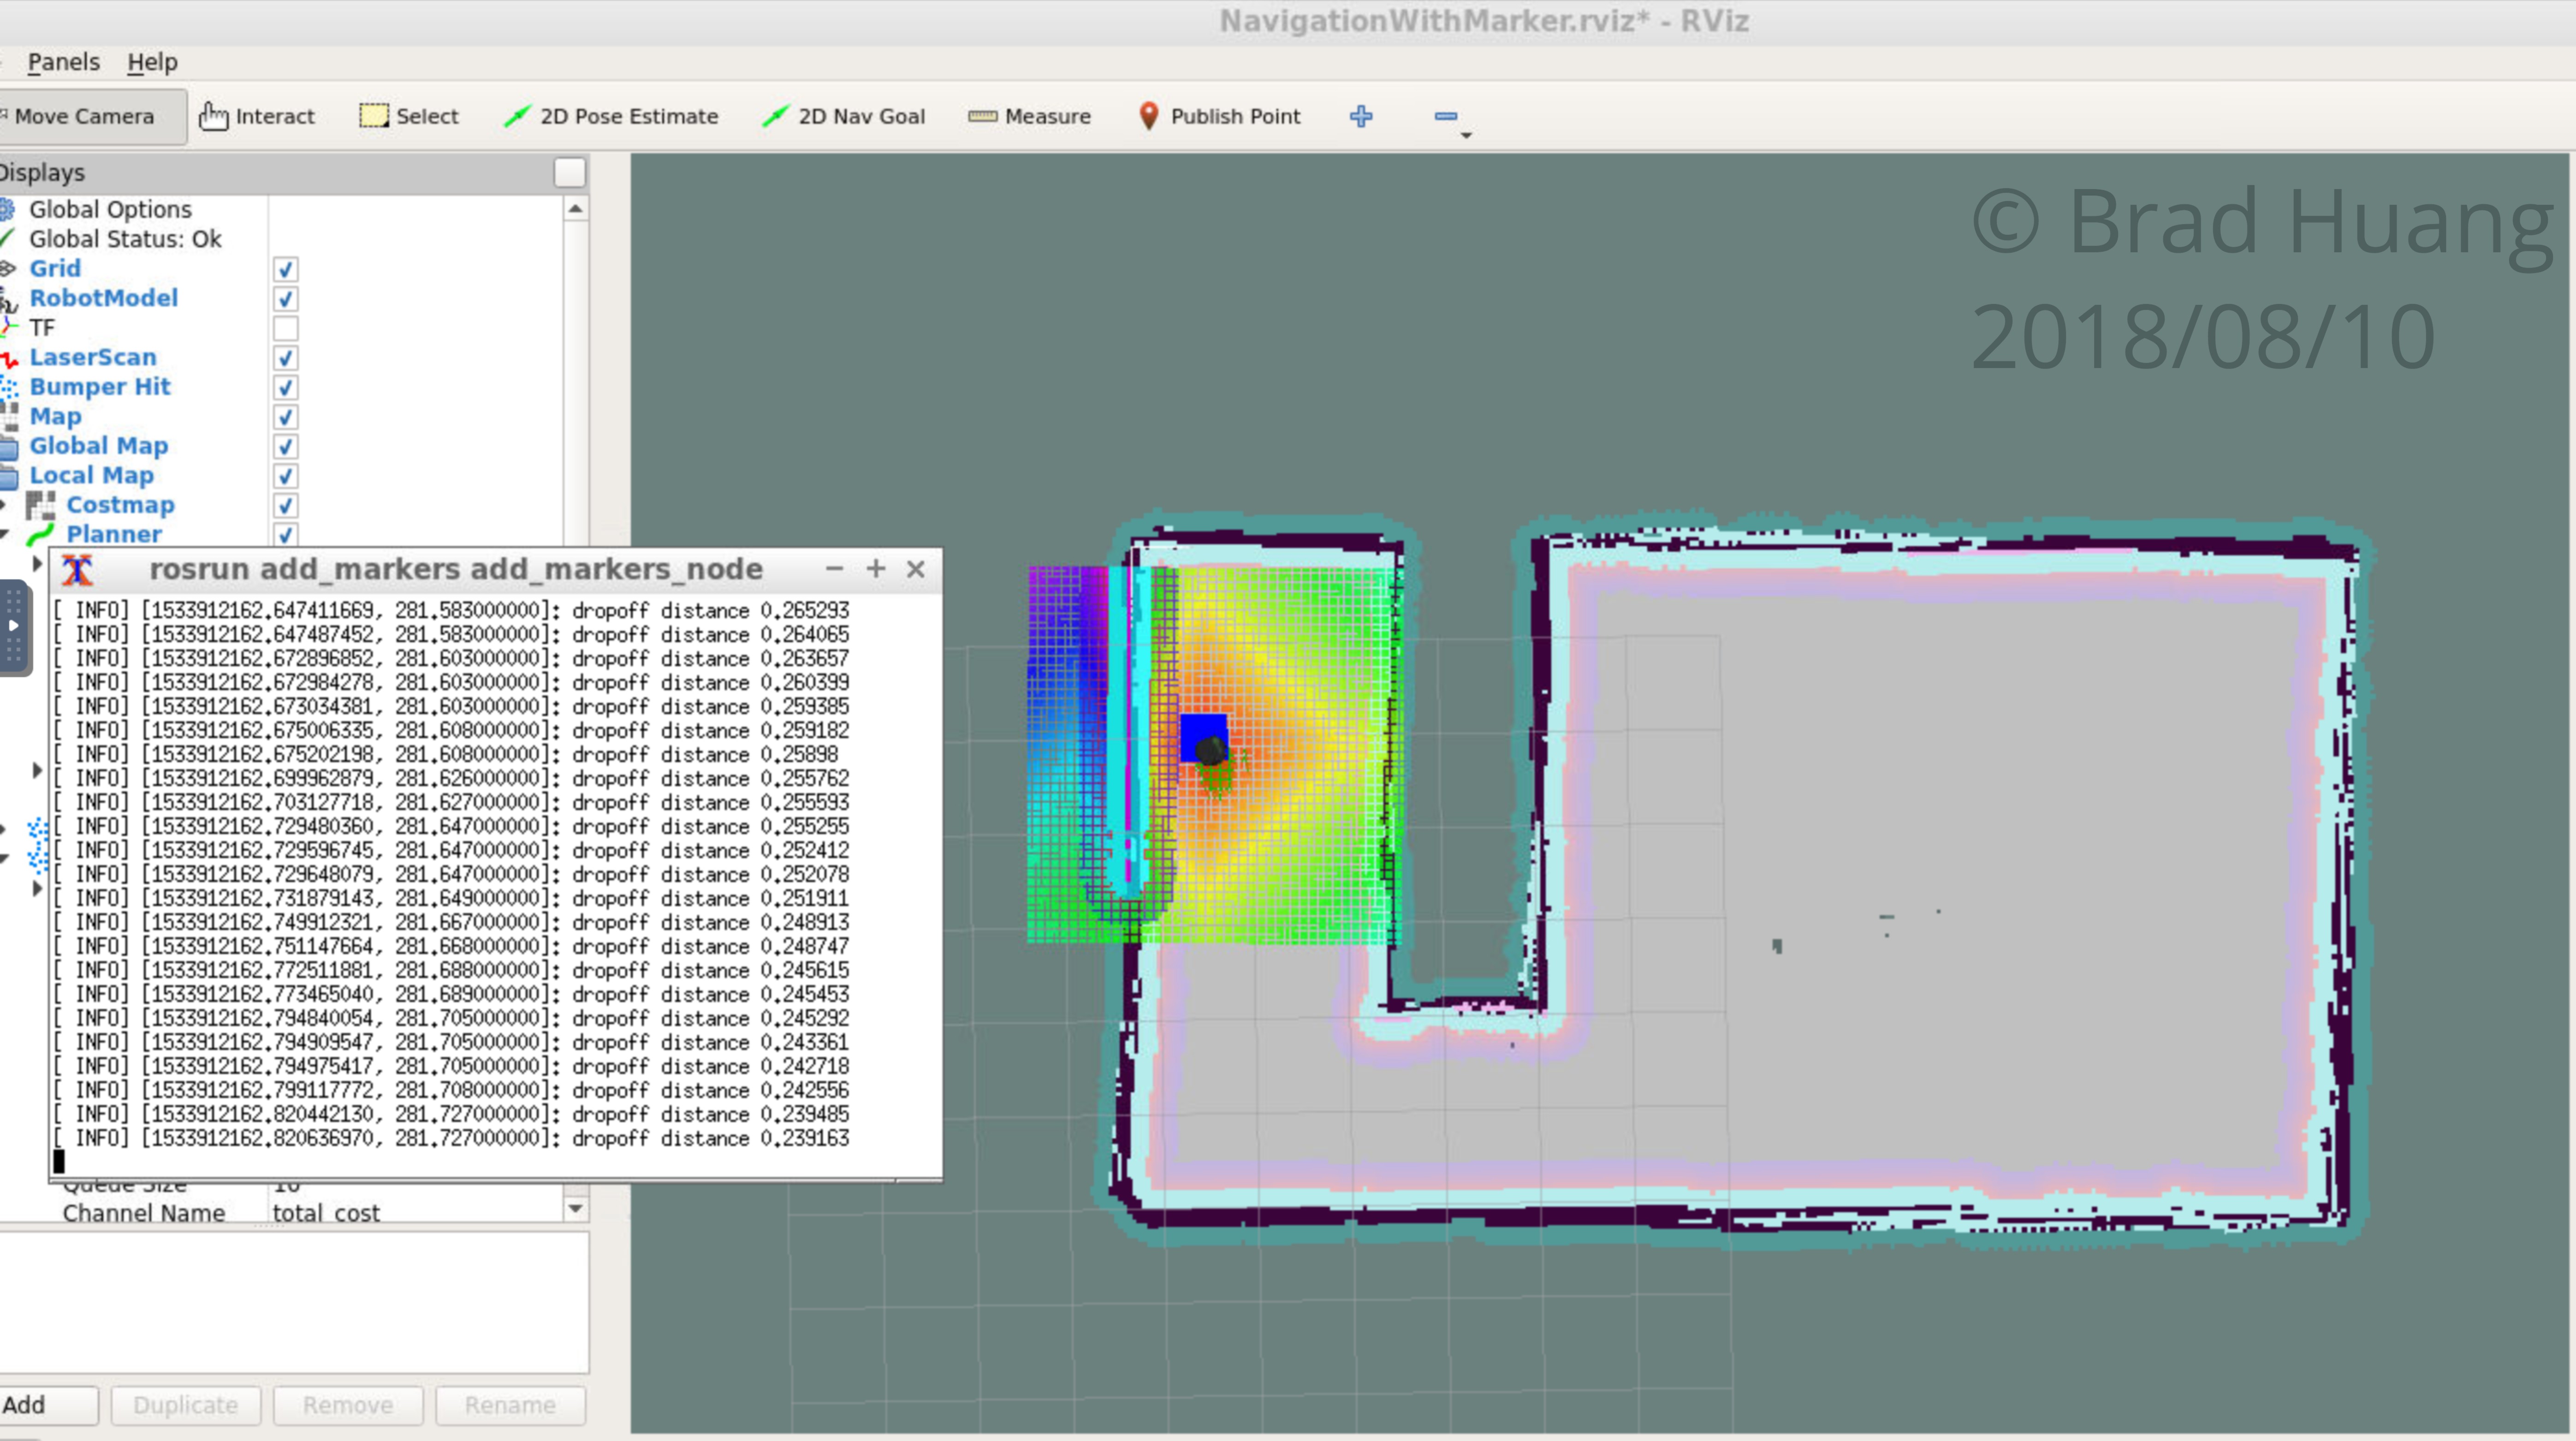 NavigationWithMarker.rviz* - RViz
Panels Help
Move Camera Interact Select 2D Pose Estimate 2D Nav Goal Measure Publish Point
Displays
Global Options
Global Status: Ok
Grid
RobotModel
TF
LaserScan
Bumper Hit
Map
Global Map
Local Map
Costmap
Planner
© Brad Huang
2018/08/10
rosrun add_markers add_markers_node
[ INFO] [1533912162.647411669, 281.583000000]: dropoff distance 0.265293
[ INFO] [1533912162.647487452, 281.583000000]: dropoff distance 0.264065
[ INFO] [1533912162.672896852, 281.603000000]: dropoff distance 0.263657
[ INFO] [1533912162.672984278, 281.603000000]: dropoff distance 0.260399
[ INFO] [1533912162.673034381, 281.603000000]: dropoff distance 0.259385
[ INFO] [1533912162.675006335, 281.608000000]: dropoff distance 0.259182
[ INFO] [1533912162.675202198, 281.608000000]: dropoff distance 0.25898
[ INFO] [1533912162.699962879, 281.626000000]: dropoff distance 0.255762
[ INFO] [1533912162.703127718, 281.627000000]: dropoff distance 0.255593
[ INFO] [1533912162.729480360, 281.647000000]: dropoff distance 0.255255
[ INFO] [1533912162.729596745, 281.647000000]: dropoff distance 0.252412
[ INFO] [1533912162.729648079, 281.647000000]: dropoff distance 0.252078
[ INFO] [1533912162.731879143, 281.649000000]: dropoff distance 0.251911
[ INFO] [1533912162.749912321, 281.667000000]: dropoff distance 0.248913
[ INFO] [1533912162.751147664, 281.668000000]: dropoff distance 0.248747
[ INFO] [1533912162.772511881, 281.688000000]: dropoff distance 0.245615
[ INFO] [1533912162.773465040, 281.689000000]: dropoff distance 0.245453
[ INFO] [1533912162.794840054, 281.705000000]: dropoff distance 0.245292
[ INFO] [1533912162.794909547, 281.705000000]: dropoff distance 0.243361
[ INFO] [1533912162.794975417, 281.705000000]: dropoff distance 0.242718
[ INFO] [1533912162.799117772, 281.708000000]: dropoff distance 0.242556
[ INFO] [1533912162.820442130, 281.727000000]: dropoff distance 0.239485
[ INFO] [1533912162.820636970, 281.727000000]: dropoff distance 0.239163
Queue Size 10
Channel Name total_cost
Add Duplicate Remove Rename